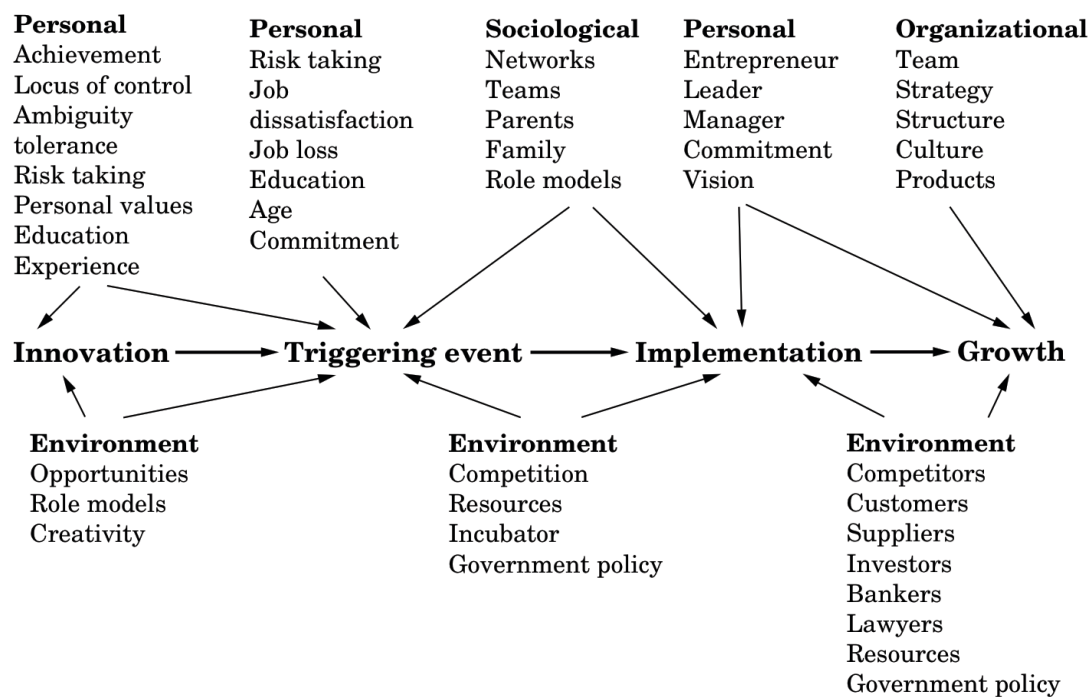 Personal
Achievement
Locus of control
Ambiguity
tolerance
Risk taking
Personal values
Education
Experience
Personal
Risk taking
Job
dissatisfaction
Job loss
Education
Age
Commitment
Sociological
Networks
Teams
Parents
Family
Role models
Personal
Entrepreneur
Leader
Manager
Commitment
Vision
Organizational
Team
Strategy
Structure
Culture
Products
Innovation
Triggering event
Implementation
Growth
Environment
Opportunities
Role models
Creativity
Environment
Competition
Resources
Incubator
Government policy
Environment
Competitors
Customers
Suppliers
Investors
Bankers
Lawyers
Resources
Government policy